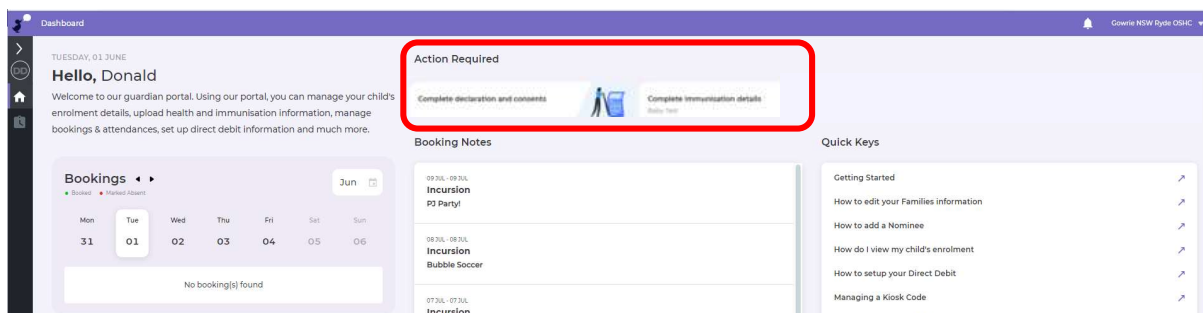 Dashboard
Gowrie NSW Ryde OSHC
DD
TUESDAY, 01 JUNE
Hello, Donald
Welcome to our guardian portal. Using our portal, you can manage your child's
enrolment details, upload health and immunisation information, manage
bookings & attendances, set up direct debit information and much more.
Bookings
Booked Marked Absent
Jun
Mon Tue Wed Thu Fri Sat Sun
31 01 02 03 04 05 06
No booking(s) found
Action Required
Complete declaration and consents
Complete immunisation details
Booking Notes
09 JUL - 09 JUL
Incursion
PJ Party!
08 JUL - 08 JUL
Incursion
Bubble Soccer
07 JUL - 07 JUL
Incursion
Quick Keys
Getting Started
How to edit your Families information
How to add a Nominee
How do I view my child's enrolment
How to setup your Direct Debit
Managing a Kiosk Code